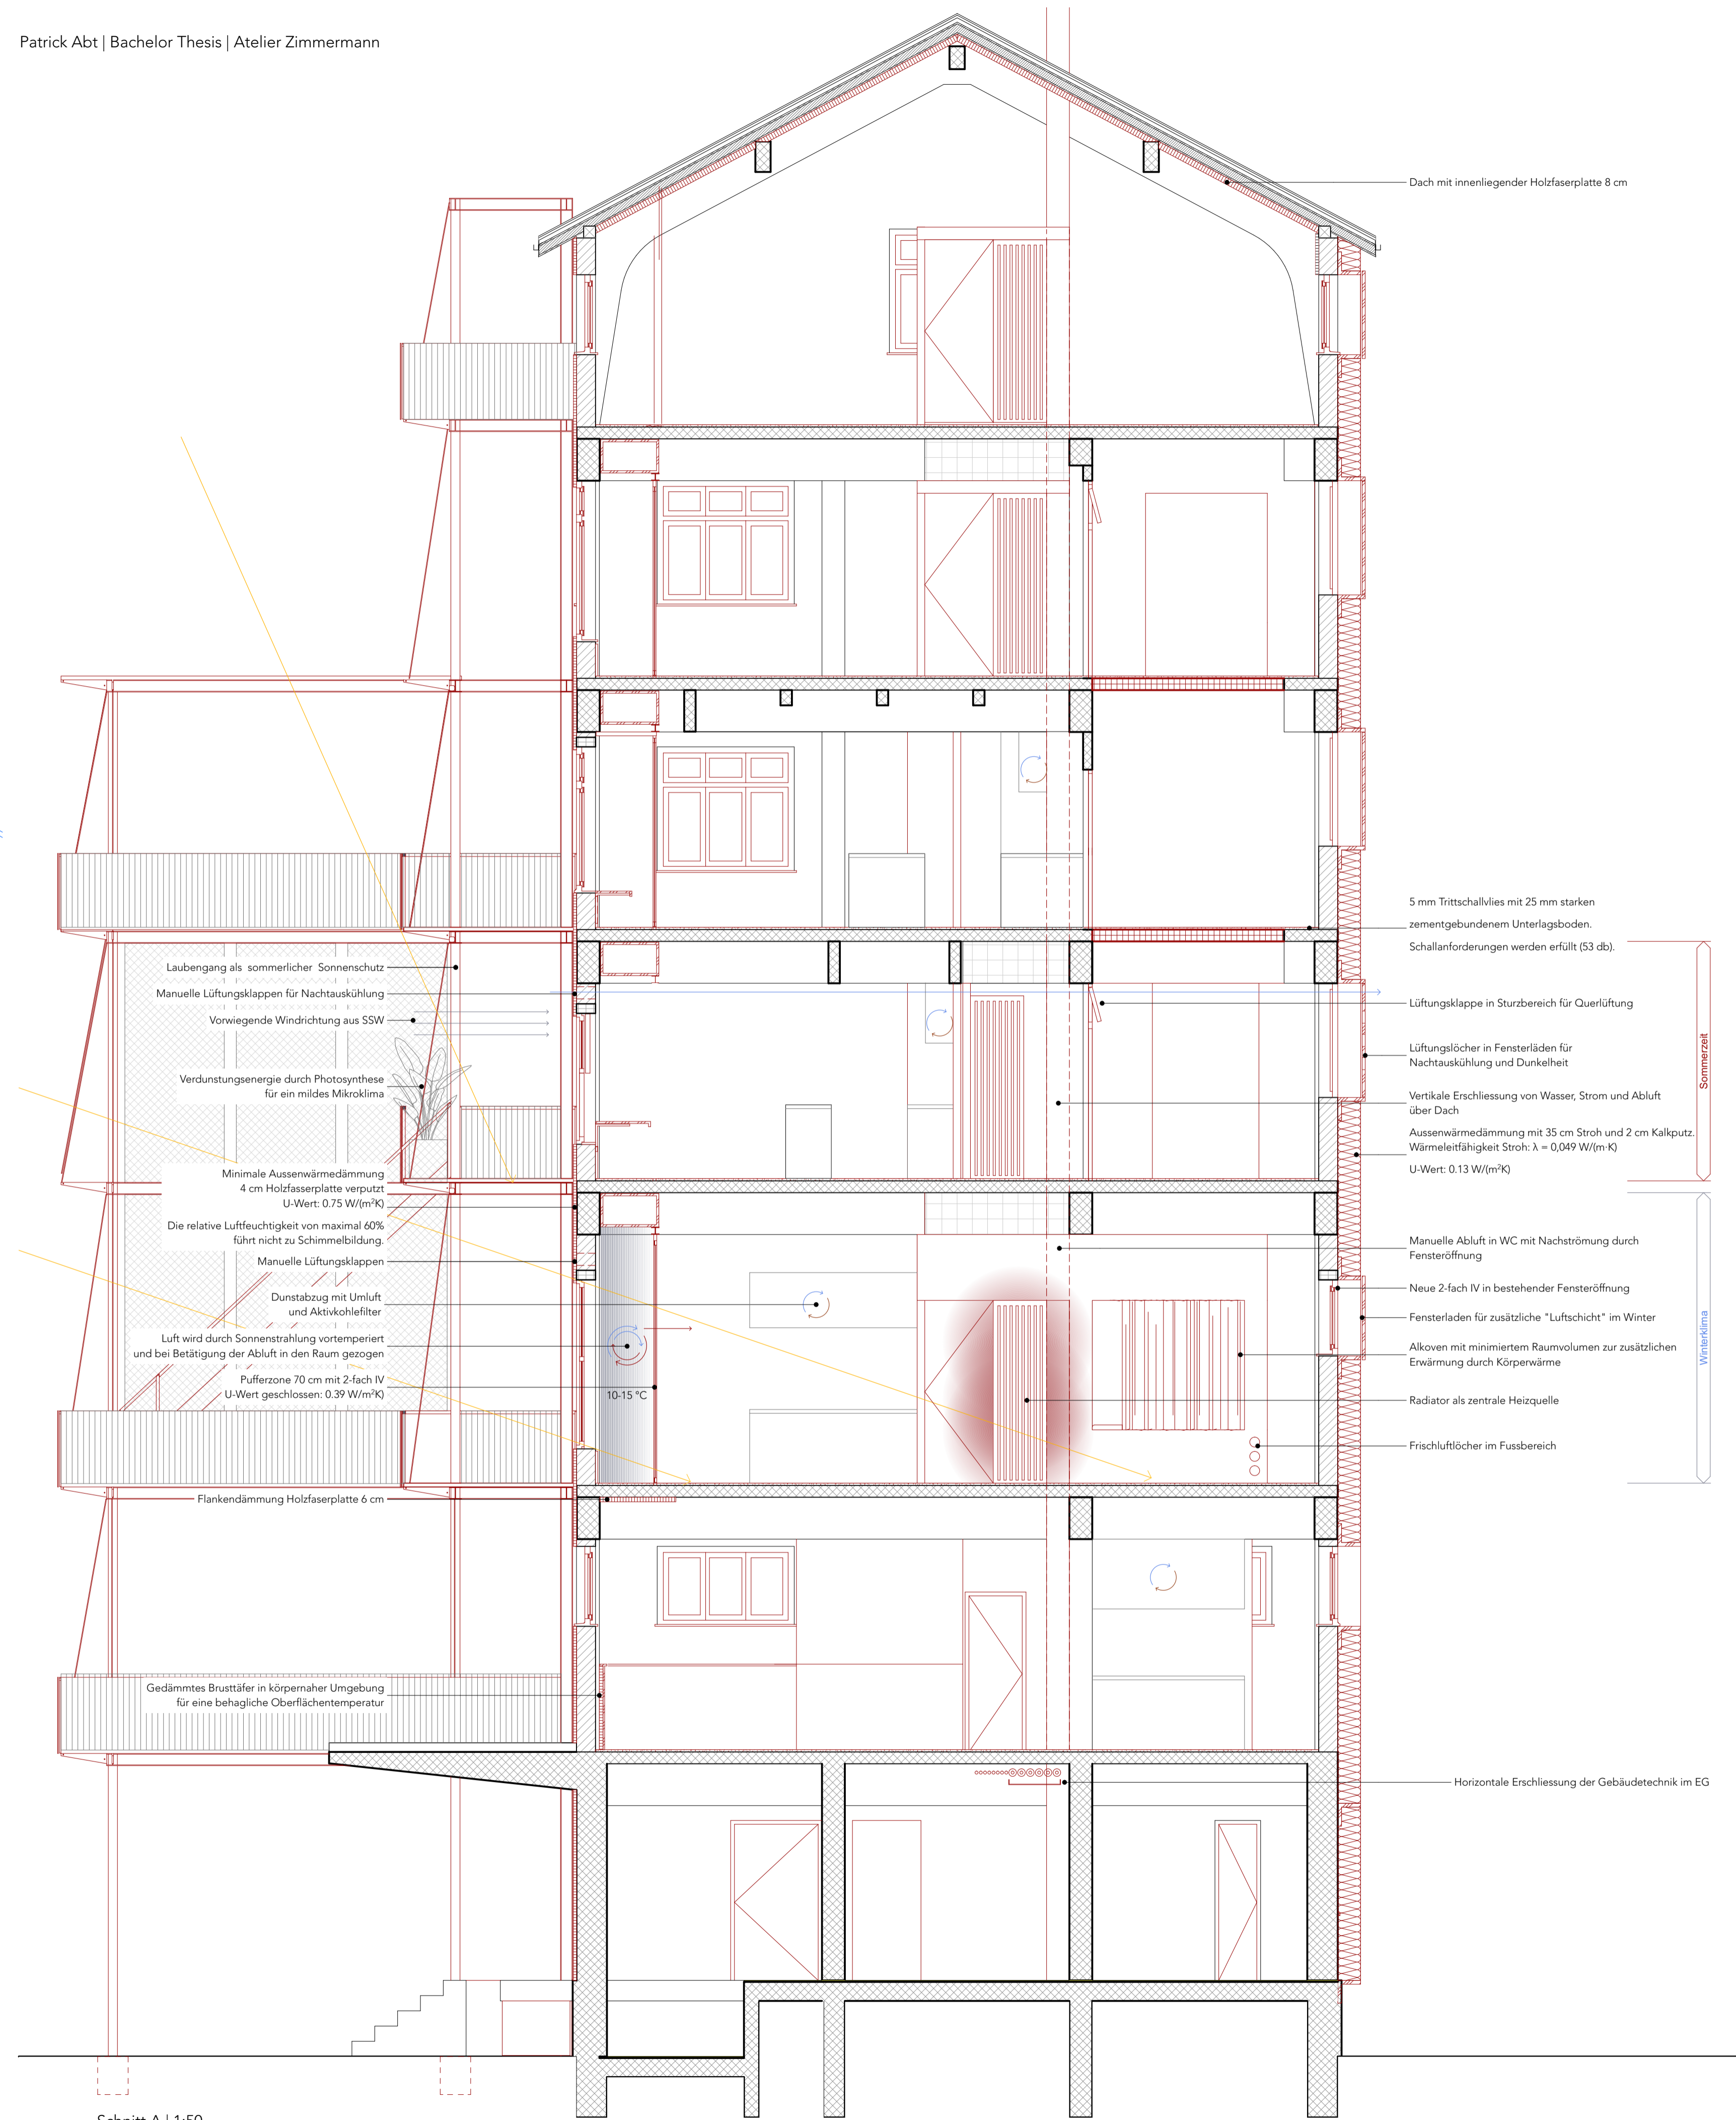 Patrick Abt | Bachelor Thesis | Atelier Zimmermann
Dach mit innenliegender Holzfaserplatte 8 cm
5 mm Trittschallvlies mit 25 mm starken
zementgebundenem Unterlagsboden.
Schallanforderungen werden erfüllt (53 db).
Laubengang als sommerlicher Sonnenschutz
Manuelle Lüftungsklappen für Nachtauskühlung
Vorwiegende Windrichtung aus SSW
Verdunstungsenergie durch Photosynthese
für ein mildes Mikroklima
Minimale Aussenwärmedämmung
4 cm Holzfasserplatte verputzt
U-Wert: 0.75 W/(m²K)
Die relative Luftfeuchtigkeit von maximal 60%
führt nicht zu Schimmelbildung.
Manuelle Lüftungsklappen
Dunstabzug mit Umluft
und Aktivkohlefilter
Luft wird durch Sonnenstrahlung vortemperiert
und bei Betätigung der Abluft in den Raum gezogen
Pufferzone 70 cm mit 2-fach IV
U-Wert geschlossen: 0.39 W/m²K)
10-15 °C
Flankendämmung Holzfaserplatte 6 cm
Gedämmtes Brusttäfer in körpernaher Umgebung
für eine behagliche Oberflächentemperatur
Lüftungsklappe in Sturzbereich für Querlüftung
Lüftungslöcher in Fensterläden für
Nachtauskühlung und Dunkelheit
Vertikale Erschliessung von Wasser, Strom und Abluft
über Dach
Aussenwärmedämmung mit 35 cm Stroh und 2 cm Kalkputz.
Wärmeleitfähigkeit Stroh: λ = 0,049 W/(m·K)
U-Wert: 0.13 W/(m²K)
Sommerzeit
Manuelle Abluft in WC mit Nachströmung durch
Fensteröffnung
Neue 2-fach IV in bestehender Fensteröffnung
Fensterladen für zusätzliche "Luftschicht" im Winter
Alkoven mit minimiertem Raumvolumen zur zusätzlichen
Erwärmung durch Körperwärme
Radiator als zentrale Heizquelle
Frischluftlöcher im Fussbereich
Winterklima
Horizontale Erschliessung der Gebäudetechnik im EG
Schnitt A | 1:50